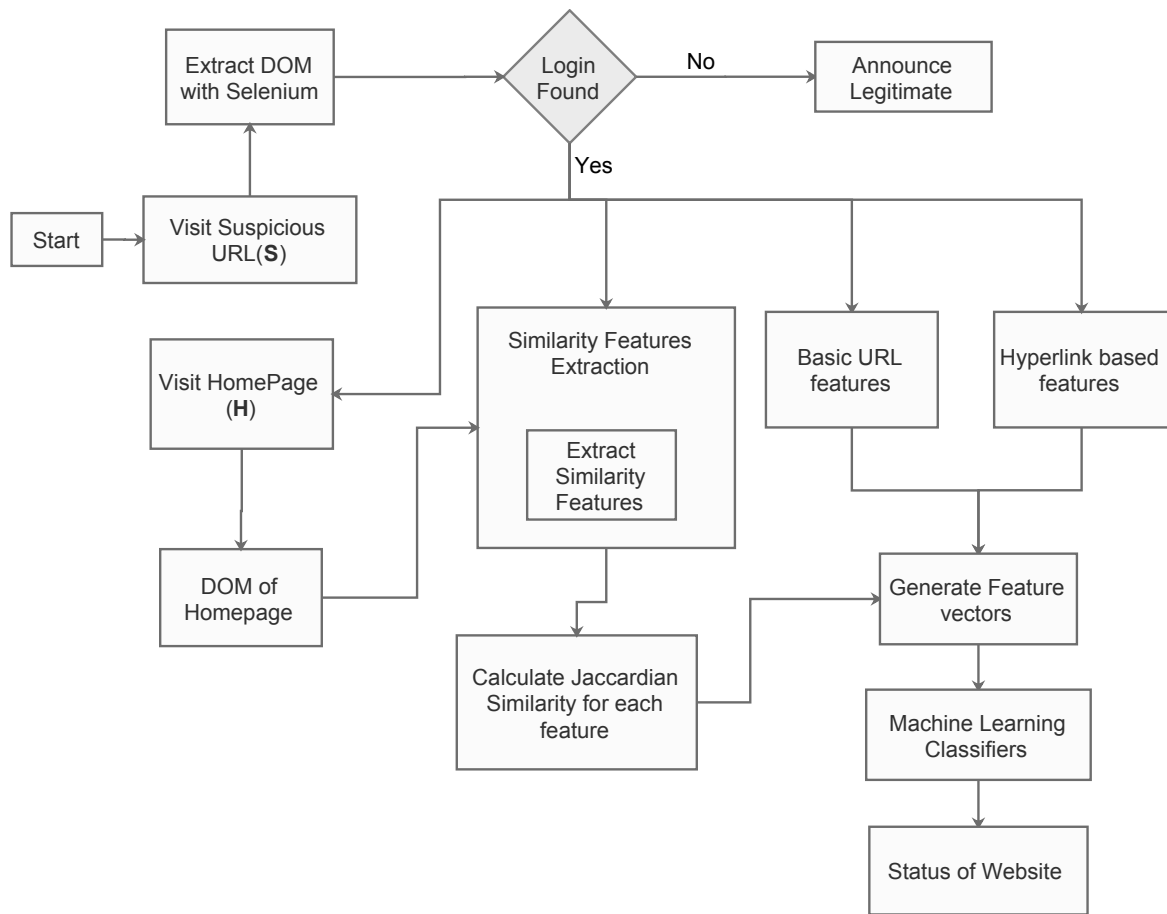 Extract DOM
with Selenium
Login
Found
No
Announce
Legitimate
Yes
Start
Visit Suspicious
URL(S)
Similarity Features
Extraction
Basic URL
features
Hyperlink based
features
Visit HomePage
(H)
Extract
Similarity
Features
DOM of
Homepage
Generate Feature
vectors
Calculate Jaccardian
Similarity for each
feature
Machine Learning
Classifiers
Status of Website